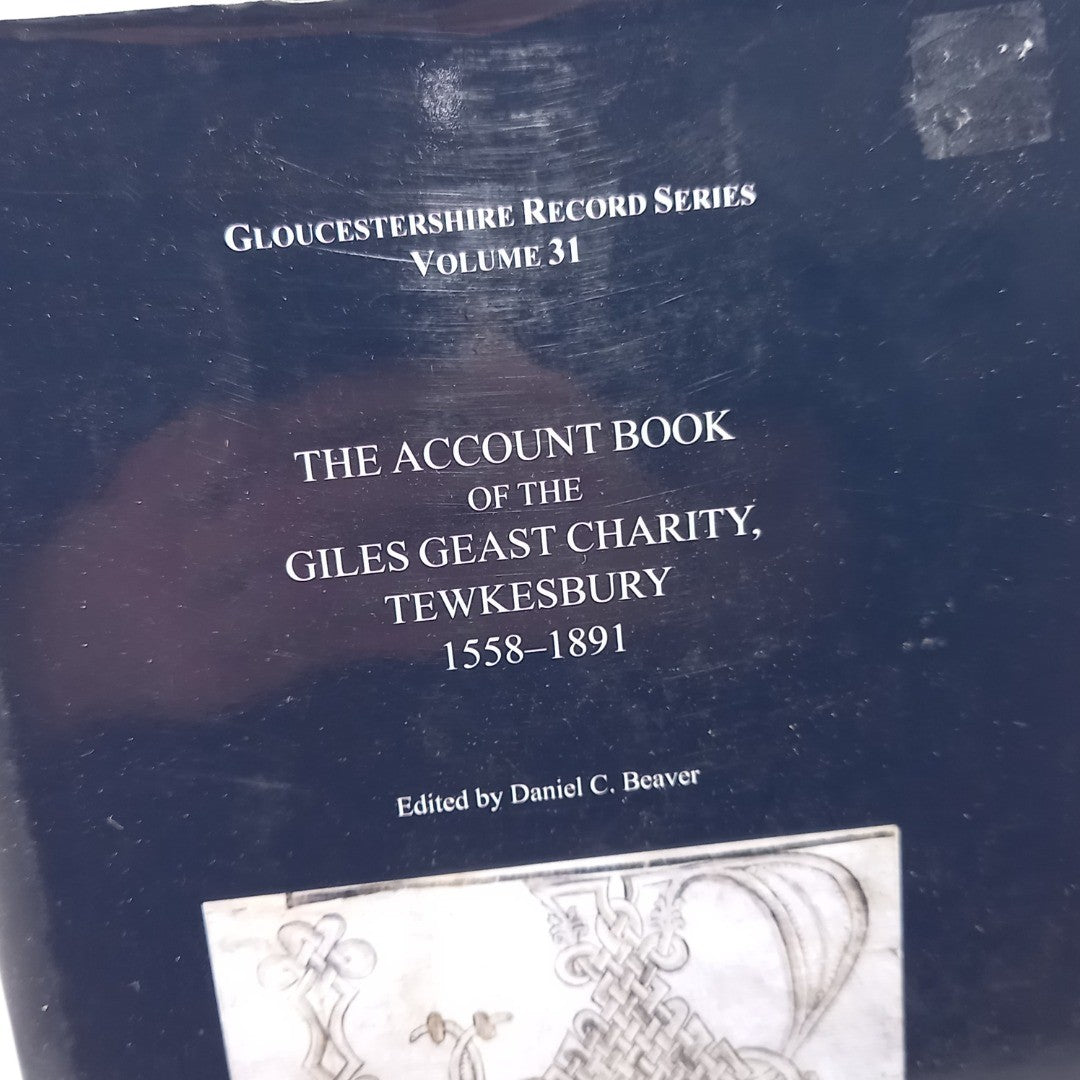 GLOUCESTERSHIRE RECORD SERIES
VOLUME 31
THE ACCOUNT BOOK
OF THE
GILES GEAST CHARITY,
TEWKESBURY
1558–1891
Edited by Daniel C. Beaver